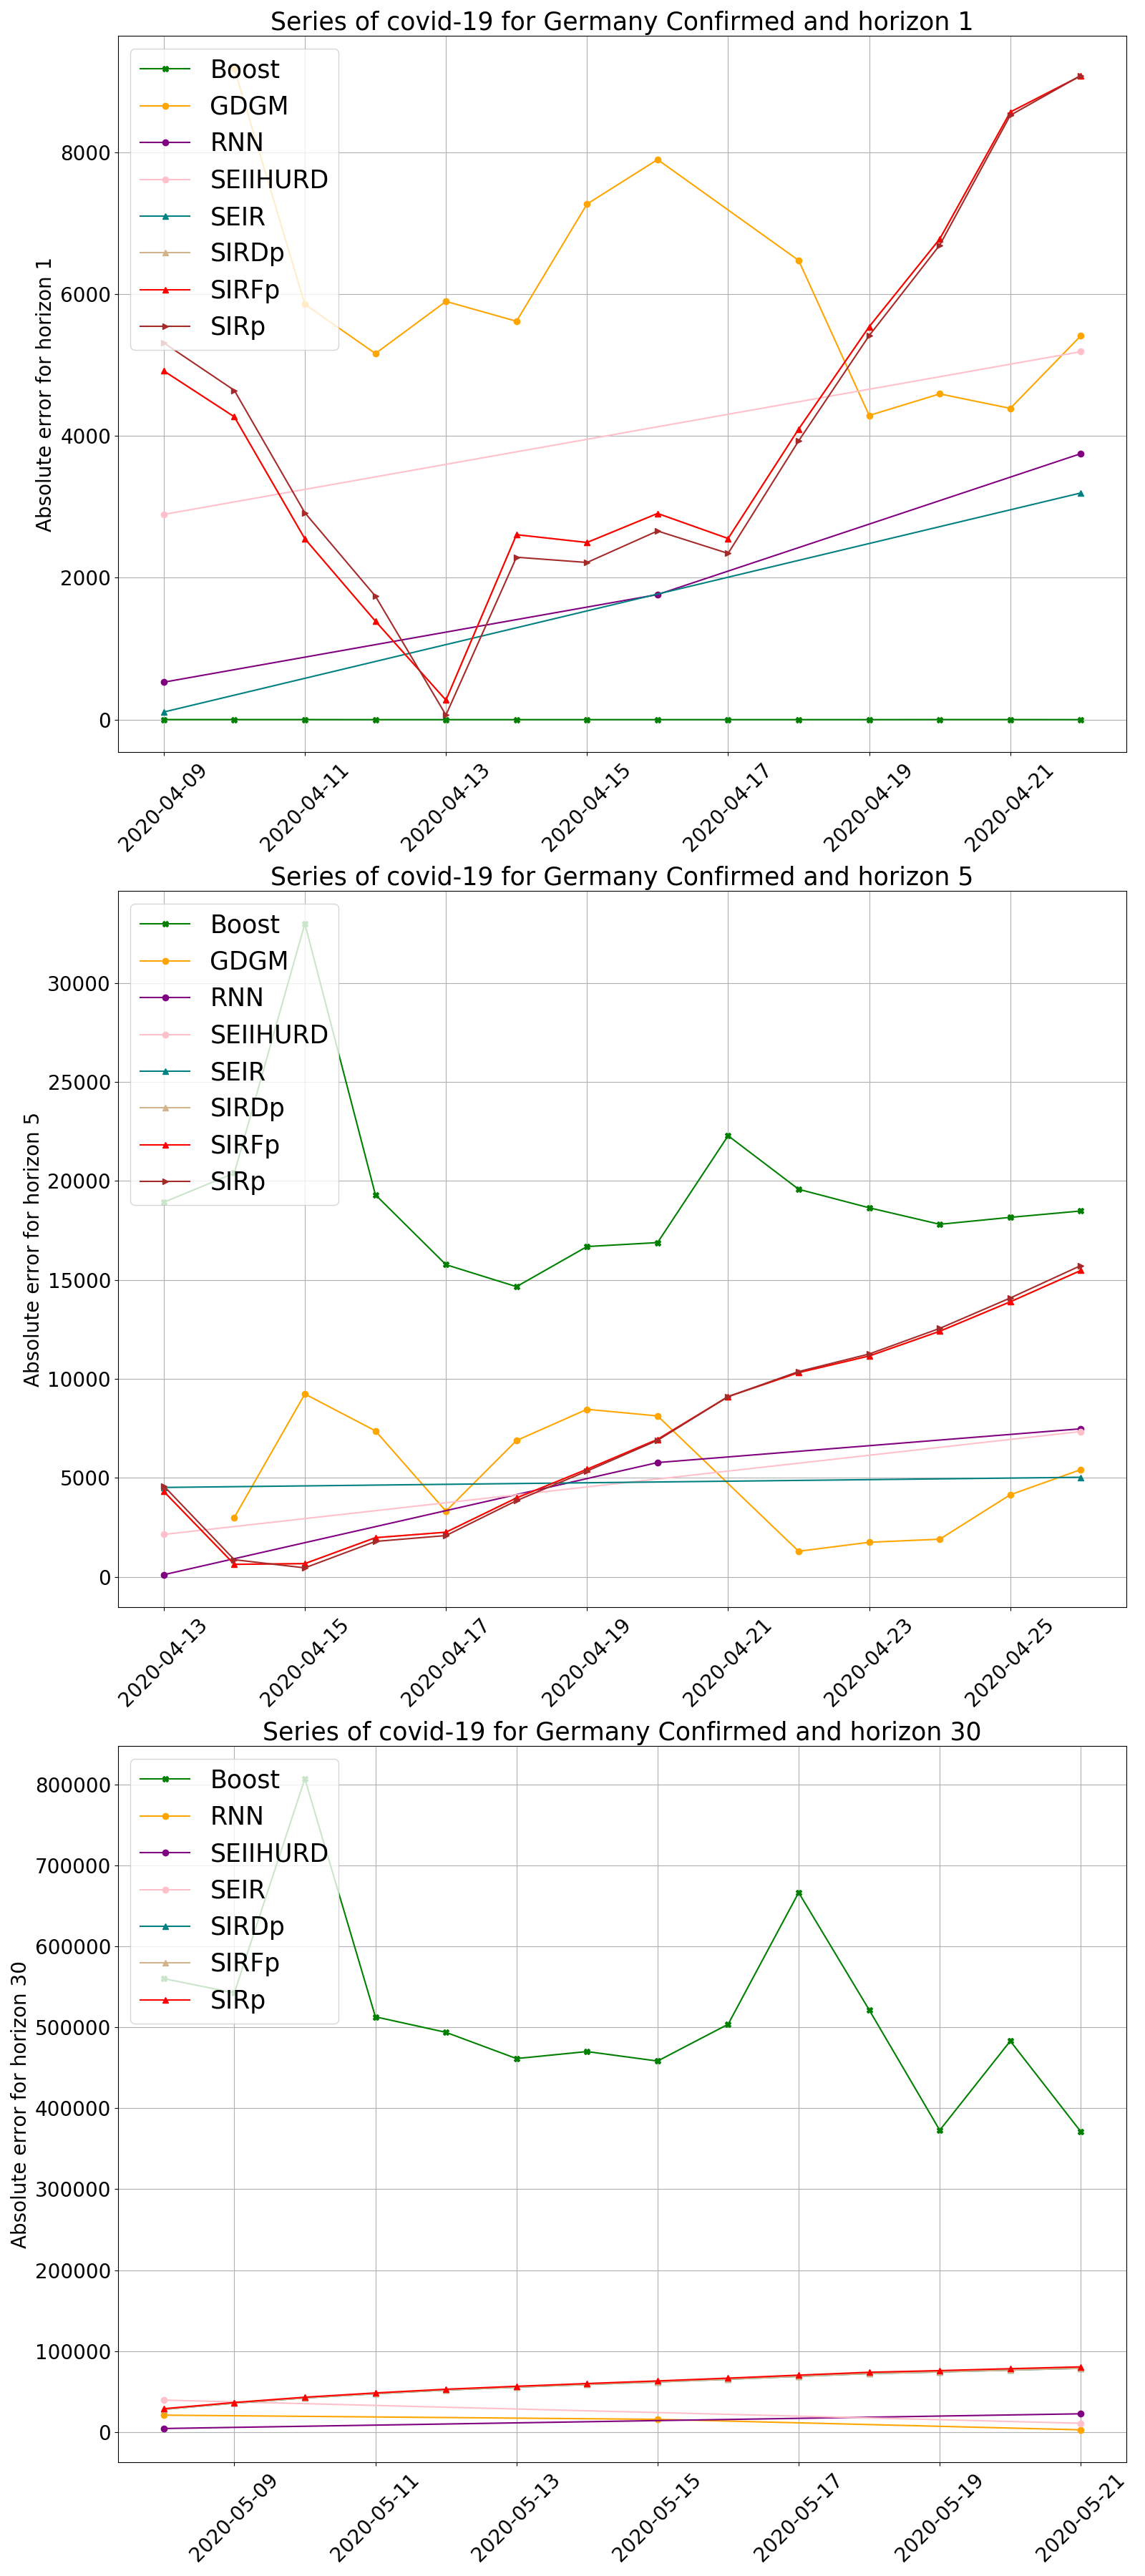 Series of covid-19 for Germany Confirmed and horizon 1
Boost
GDGM
RNN
SEIIHURD
SEIR
SIRDp
SIRFp
SIRp
Absolute error for horizon 1
8000
6000
4000
2000
0
2020-04-09
2020-04-11
2020-04-13
2020-04-15
2020-04-17
2020-04-19
2020-04-21
Series of covid-19 for Germany Confirmed and horizon 5
Boost
GDGM
RNN
SEIIHURD
SEIR
SIRDp
SIRFp
SIRp
Absolute error for horizon 5
30000
25000
20000
15000
10000
5000
0
2020-04-13
2020-04-15
2020-04-17
2020-04-19
2020-04-21
2020-04-23
2020-04-25
Series of covid-19 for Germany Confirmed and horizon 30
Boost
RNN
SEIIHURD
SEIR
SIRDp
SIRFp
SIRp
Absolute error for horizon 30
800000
700000
600000
500000
400000
300000
200000
100000
0
2020-05-09
2020-05-11
2020-05-13
2020-05-15
2020-05-17
2020-05-19
2020-05-21